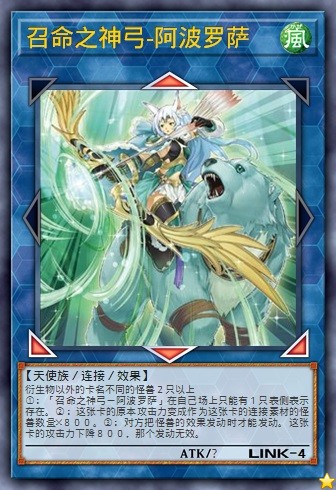 召命之神弓-阿波罗萨
風
【天使族／连接／效果】
衍生物以外的卡名不同的怪兽２只以上
①：「召命之神弓-阿波罗萨」在自己场上只能有１只表侧表示
存在。②：这张卡的原本攻击力变成作为这张卡的连接素材的怪
兽数量×８００。③：对方把怪兽的效果发动时才能发动。这张
卡的攻击力下降８００，那个发动无效。
ATK/? LINK-4